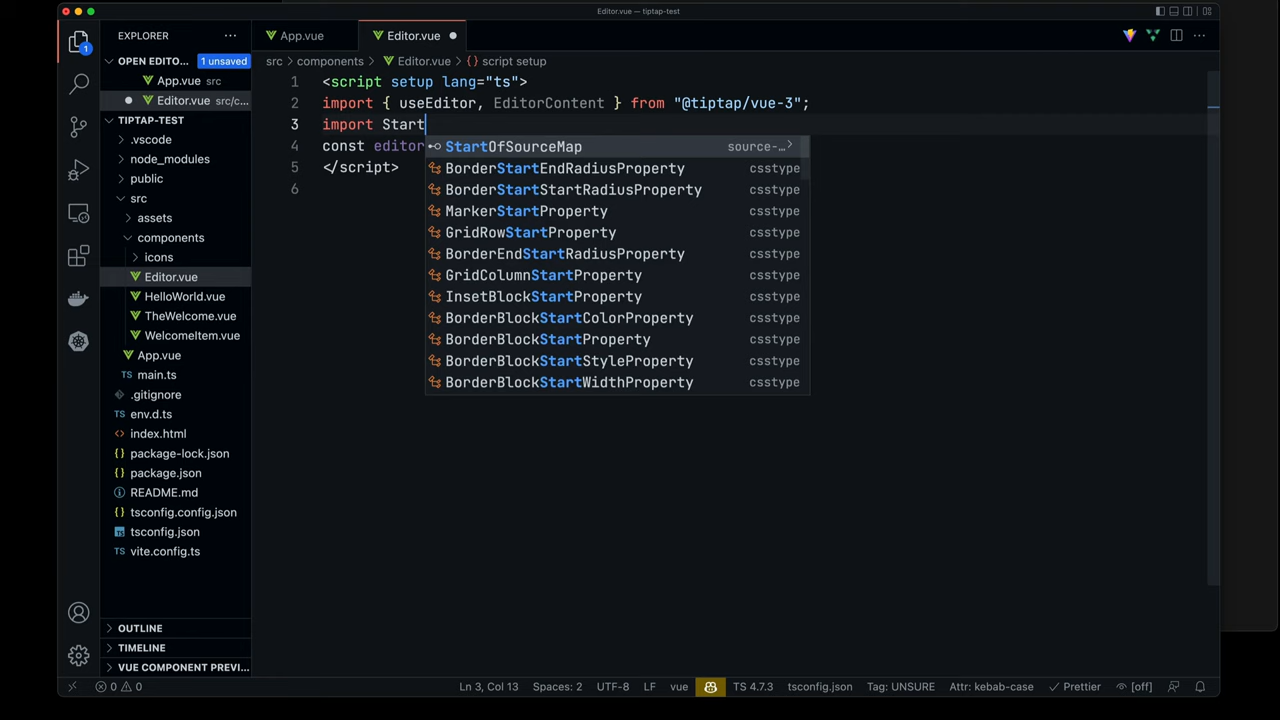 Editor.vue — tiptap-test
EXPLORER
App.vue
Editor.vue
OPEN EDITO...
1 unsaved
App.vue src
Editor.vue src/c...
TIPTAP-TEST
.vscode
node_modules
public
src
assets
components
icons
Editor.vue
HelloWorld.vue
TheWelcome.vue
WelcomeItem.vue
App.vue
TS main.ts
.gitignore
TS env.d.ts
index.html
package-lock.json
package.json
README.md
tsconfig.config.json
tsconfig.json
TS vite.config.ts
OUTLINE
TIMELINE
VUE COMPONENT PREVI...
1
src > components > Editor.vue > {} script setup
1 <script setup lang="ts">
2 import { useEditor, EditorContent } from "@tiptap/vue-3";
3 import Start
4 const editor
5 </script>
6
StartOfSourceMap source-...
BorderStartEndRadiusProperty csstype
BorderStartStartRadiusProperty csstype
MarkerStartProperty csstype
GridRowStartProperty csstype
BorderEndStartRadiusProperty csstype
GridColumnStartProperty csstype
InsetBlockStartProperty csstype
BorderBlockStartColorProperty csstype
BorderBlockStartProperty csstype
BorderBlockStartStyleProperty csstype
BorderBlockStartWidthProperty csstype
0 0 Ln 3, Col 13 Spaces: 2 UTF-8 LF vue TS 4.7.3 tsconfig.json Tag: UNSURE Attr: kebab-case Prettier [off]